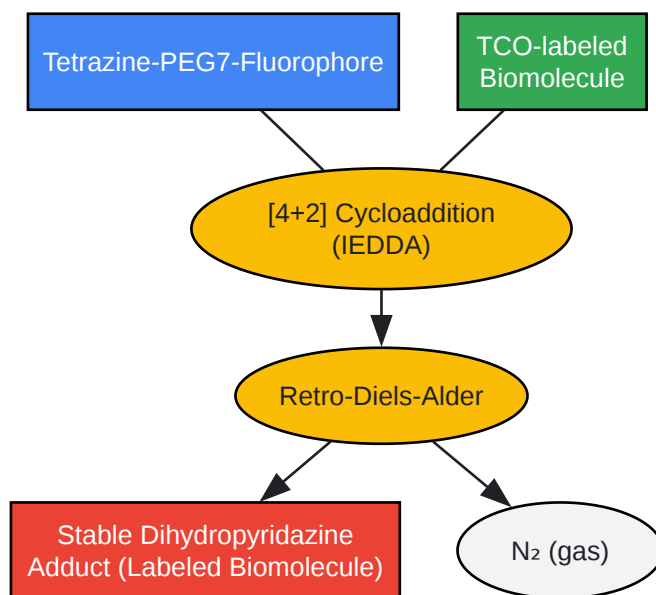 Tetrazine-PEG7-Fluorophore
TCO-labeled
Biomolecule
[4+2] Cycloaddition
(IEDDA)
Retro-Diels-Alder
Stable Dihydropyridazine
Adduct (Labeled Biomolecule)
N₂ (gas)